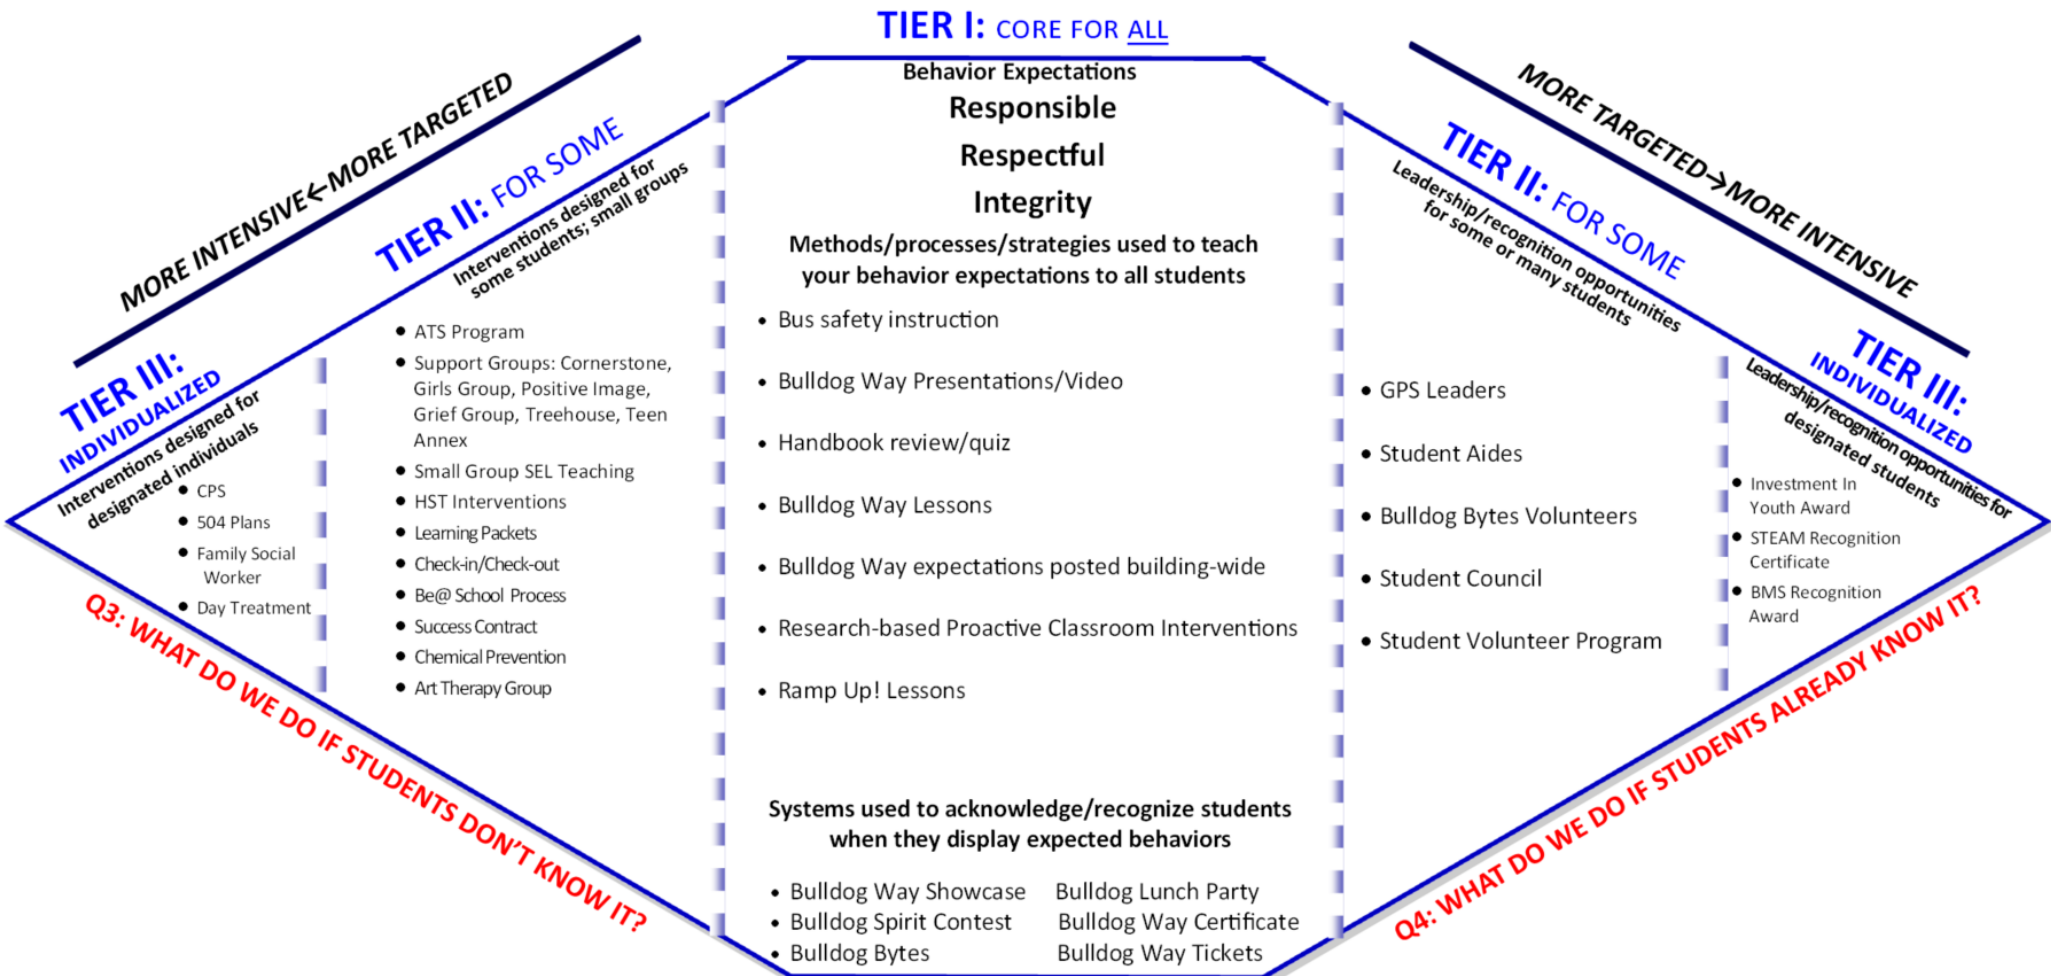 TIER I: CORE FOR ALL
MORE INTENSIVE←MORE TARGETED
TIER III:
INDIVIDUALIZED
Interventions designed for
designated individuals
• CPS
• 504 Plans
• Family Social
Worker
• Day Treatment
TIER II: FOR SOME
Interventions designed for
some students; small groups
• ATS Program
• Support Groups: Cornerstone,
Girls Group, Positive Image,
Grief Group, Treehouse, Teen
Annex
• Small Group SEL Teaching
• HST Interventions
• Learning Packets
• Check-in/Check-out
• Be@ School Process
• Success Contract
• Chemical Prevention
• Art Therapy Group
Q3: WHAT DO WE DO IF STUDENTS DON'T KNOW IT?
Behavior Expectations
Responsible
Respectful
Integrity
Methods/processes/strategies used to teach
your behavior expectations to all students
• Bus safety instruction
• Bulldog Way Presentations/Video
• Handbook review/quiz
• Bulldog Way Lessons
• Bulldog Way expectations posted building-wide
• Research-based Proactive Classroom Interventions
• Ramp Up! Lessons
Systems used to acknowledge/recognize students
when they display expected behaviors
• Bulldog Way Showcase Bulldog Lunch Party
• Bulldog Spirit Contest Bulldog Way Certificate
• Bulldog Bytes Bulldog Way Tickets
MORE TARGETED→MORE INTENSIVE
TIER II: FOR SOME
Leadership/recognition opportunities
for some or many students
• GPS Leaders
• Student Aides
• Bulldog Bytes Volunteers
• Student Council
• Student Volunteer Program
TIER III:
INDIVIDUALIZED
Leadership/recognition opportunities for
designated students
• Investment In
Youth Award
• STEAM Recognition
Certificate
• BMS Recognition
Award
Q4: WHAT DO WE DO IF STUDENTS ALREADY KNOW IT?